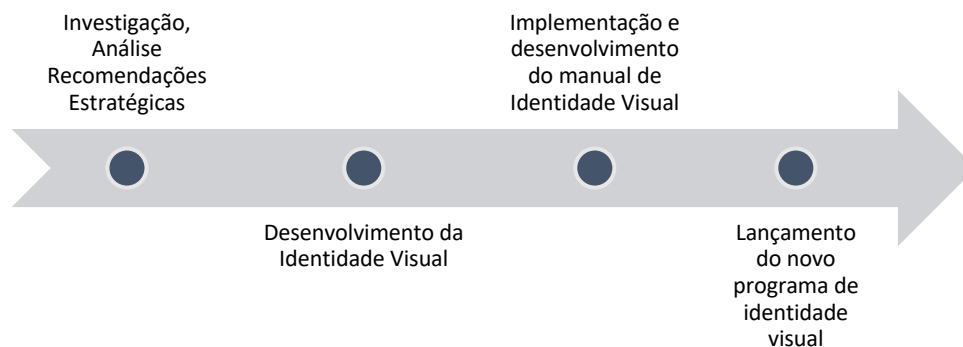 Investigação,
Análise
Recomendações
Estratégicas
Desenvolvimento da
Identidade Visual
Implementação e
desenvolvimento
do manual de
Identidade Visual
Lançamento
do novo
programa de
identidade
visual